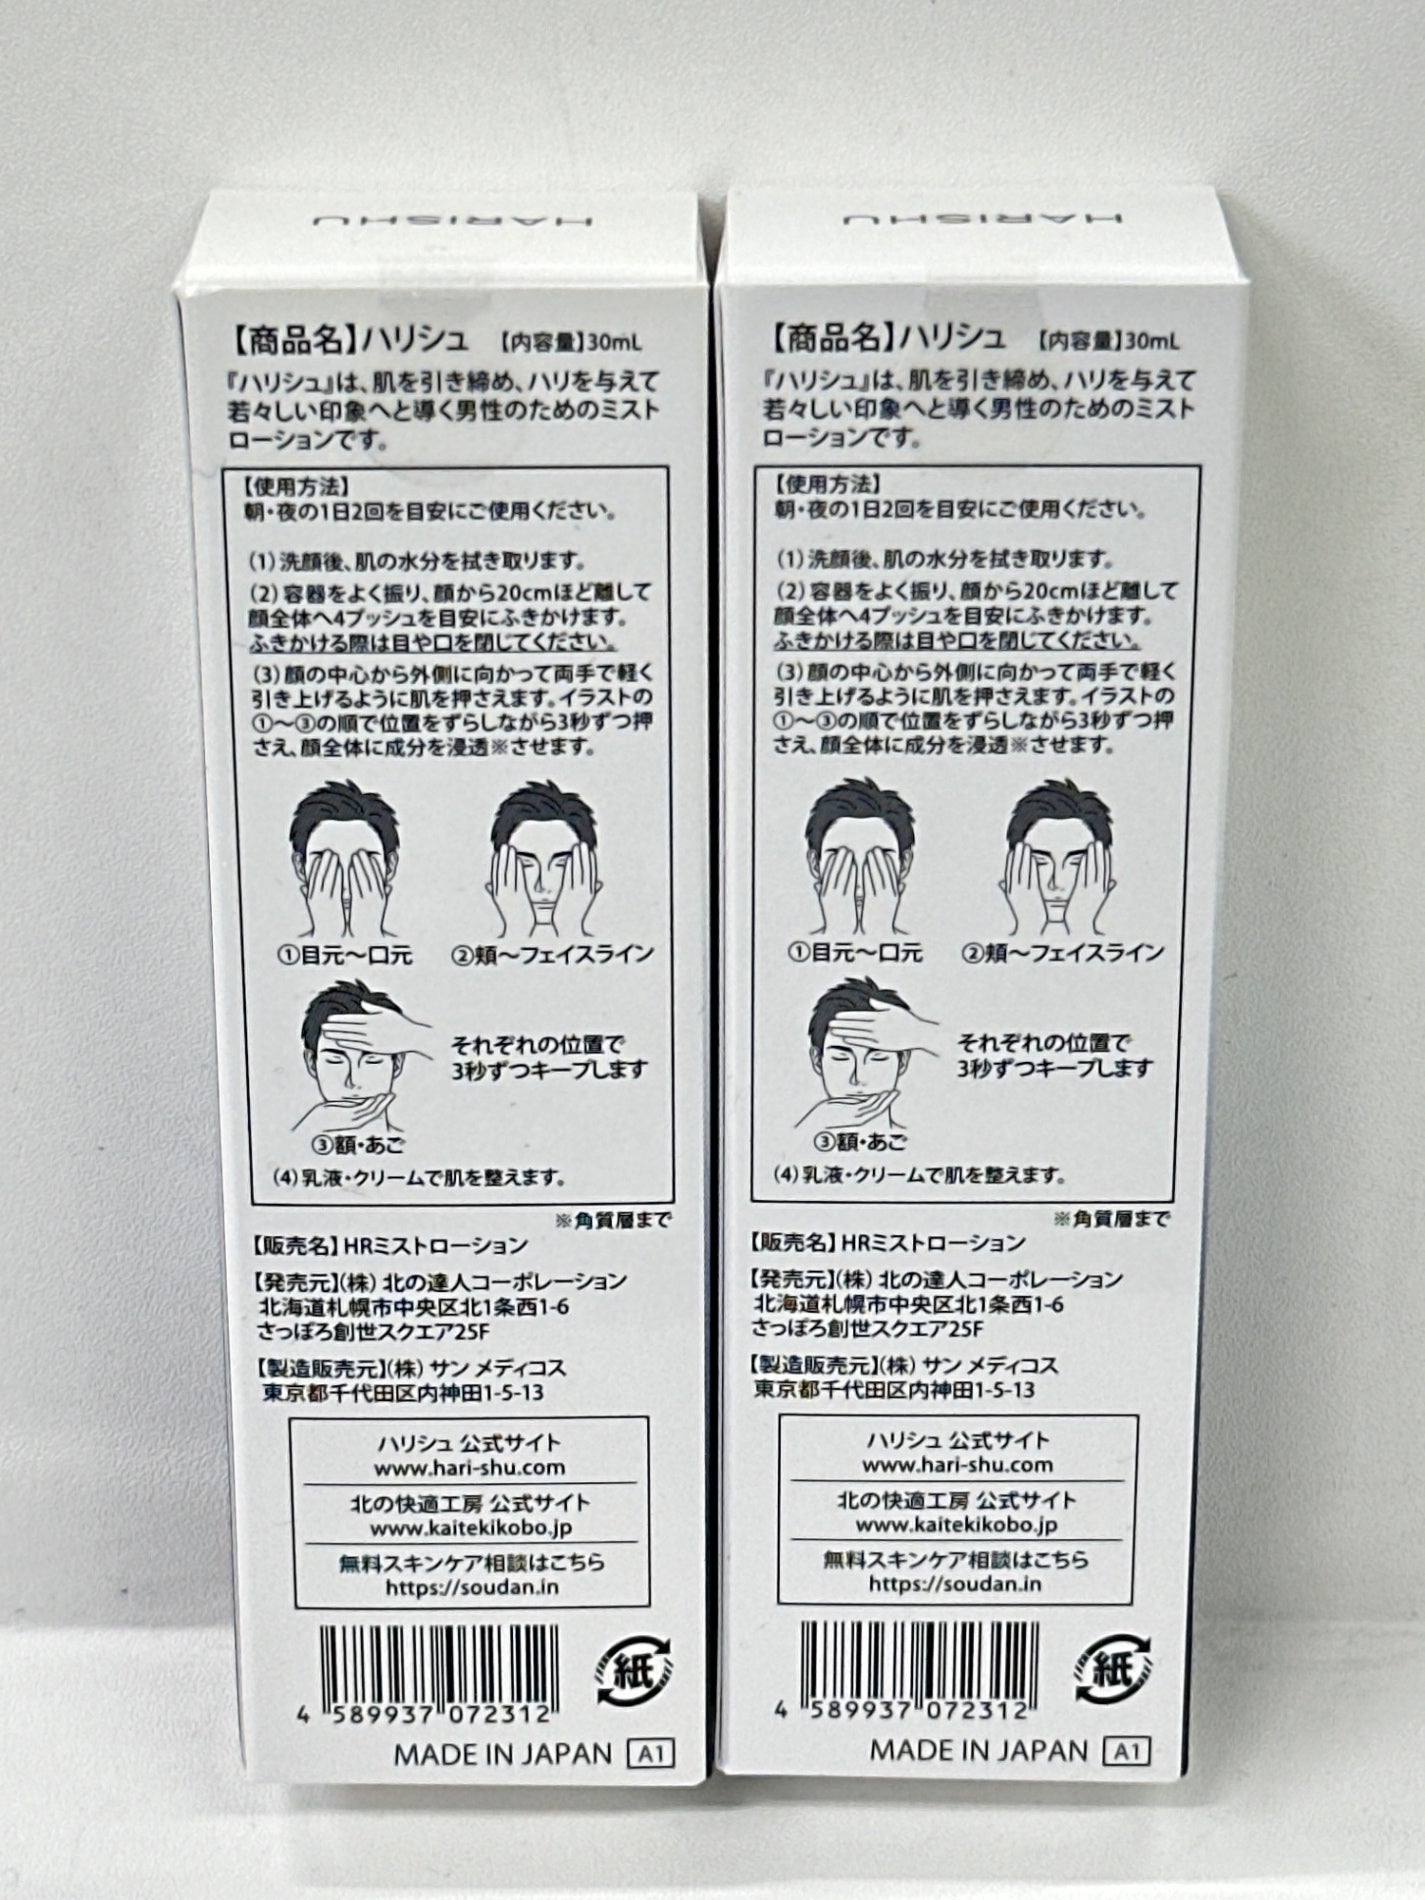 HARISHU
【商品名】ハリシュ 【内容量】30mL
『ハリシュ』は、肌を引き締め、ハリを与えて
若々しい印象へと導く男性のためのミスト
ローションです。
【使用方法】
朝・夜の1日2回を目安にご使用ください。
(1)洗顔後、肌の水分を拭き取ります。
(2)容器をよく振り、顔から20cmほど離して
顔全体へ4プッシュを目安にふきかけます。
ふきかける際は目や口を閉じてください。
(3)顔の中心から外側に向かって両手で軽く
引き上げるように肌を押さえます。イラストの
①～③の順で位置をずらしながら3秒ずつ押
さえ、顔全体に成分を浸透※させます。
①目元～口元 ②頬～フェイスライン
それぞれの位置で
3秒ずつキープします
③額・あご
(4)乳液・クリームで肌を整えます。
※角質層まで
【販売名】HRミストローション
【発売元】(株) 北の達人コーポレーション
北海道札幌市中央区北1条西1-6
さっぽろ創世スクエア25F
【製造販売元】(株) サン メディコス
東京都千代田区内神田1-5-13
ハリシュ 公式サイト
www.hari-shu.com
北の快適工房 公式サイト
www.kaitekikobo.jp
無料スキンケア相談はこちら
https://soudan.in
紙
4 589937 072312
MADE IN JAPAN A1
HARISHU
【商品名】ハリシュ 【内容量】30mL
『ハリシュ』は、肌を引き締め、ハリを与えて
若々しい印象へと導く男性のためのミスト
ローションです。
【使用方法】
朝・夜の1日2回を目安にご使用ください。
(1)洗顔後、肌の水分を拭き取ります。
(2)容器をよく振り、顔から20cmほど離して
顔全体へ4プッシュを目安にふきかけます。
ふきかける際は目や口を閉じてください。
(3)顔の中心から外側に向かって両手で軽く
引き上げるように肌を押さえます。イラストの
①～③の順で位置をずらしながら3秒ずつ押
さえ、顔全体に成分を浸透※させます。
①目元～口元 ②頬～フェイスライン
それぞれの位置で
3秒ずつキープします
③額・あご
(4)乳液・クリームで肌を整えます。
※角質層まで
【販売名】HRミストローション
【発売元】(株) 北の達人コーポレーション
北海道札幌市中央区北1条西1-6
さっぽろ創世スクエア25F
【製造販売元】(株) サン メディコス
東京都千代田区内神田1-5-13
ハリシュ 公式サイト
www.hari-shu.com
北の快適工房 公式サイト
www.kaitekikobo.jp
無料スキンケア相談はこちら
https://soudan.in
紙
4 589937 072312
MADE IN JAPAN A1